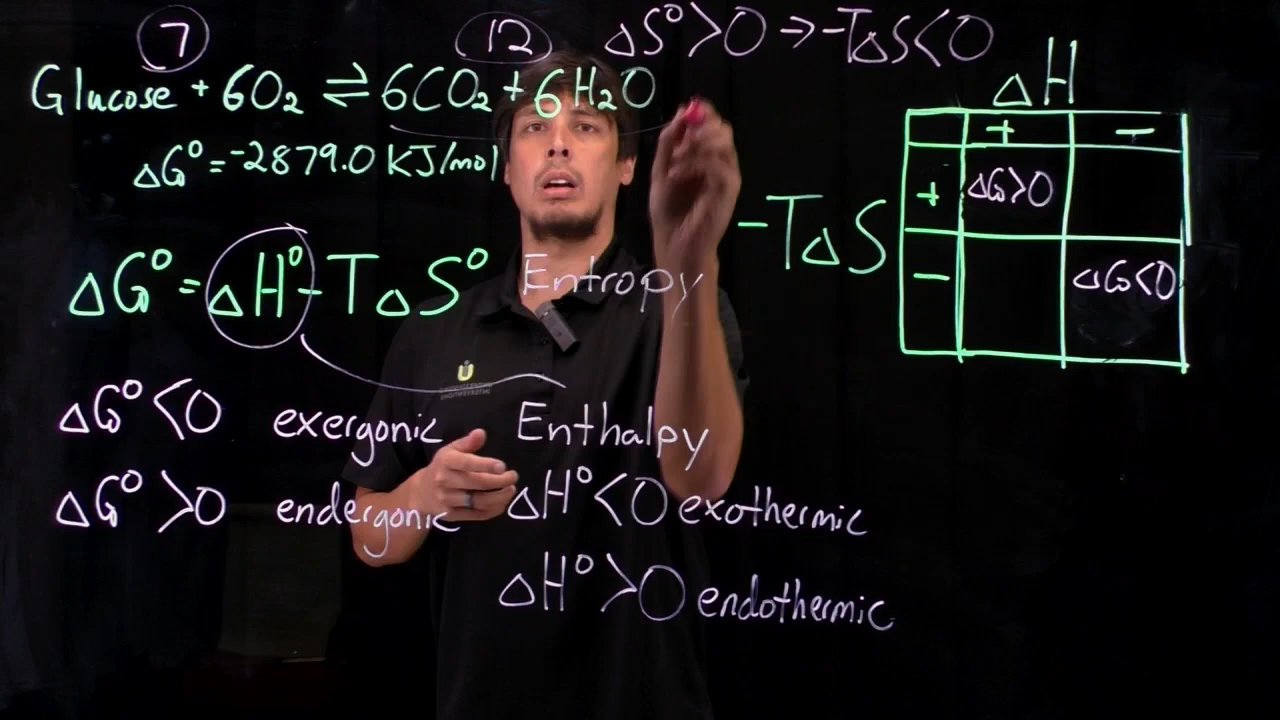 7 12 ΔS°>0 → -TΔS<0
Glucose + 6O₂ ⇌ 6CO₂ + 6H₂O
ΔG° = -2879.0 KJ/mol
ΔG° = ΔH° - TΔS° Entropy
ΔG° <0 exergonic Enthalpy
ΔG° >0 endergonic ΔH° <0 exothermic
ΔH° >0 endothermic
ΔH
+ -
-TΔS + ΔG>0
- ΔG<0